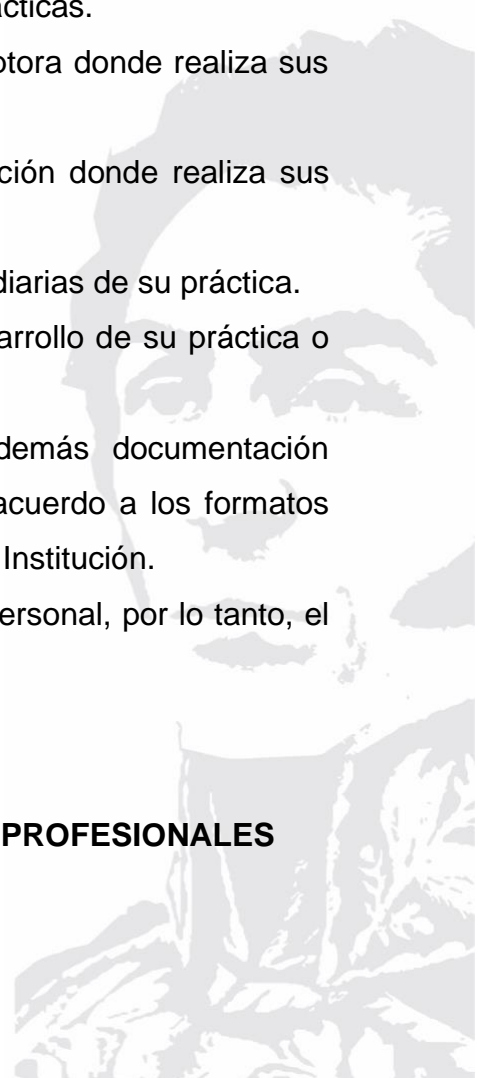 ácticas.
otora donde realiza sus
ción donde realiza sus
diarias de su práctica.
arrollo de su práctica o
demás documentación
acuerdo a los formatos
Institución.
ersonal, por lo tanto, el
PROFESIONALES